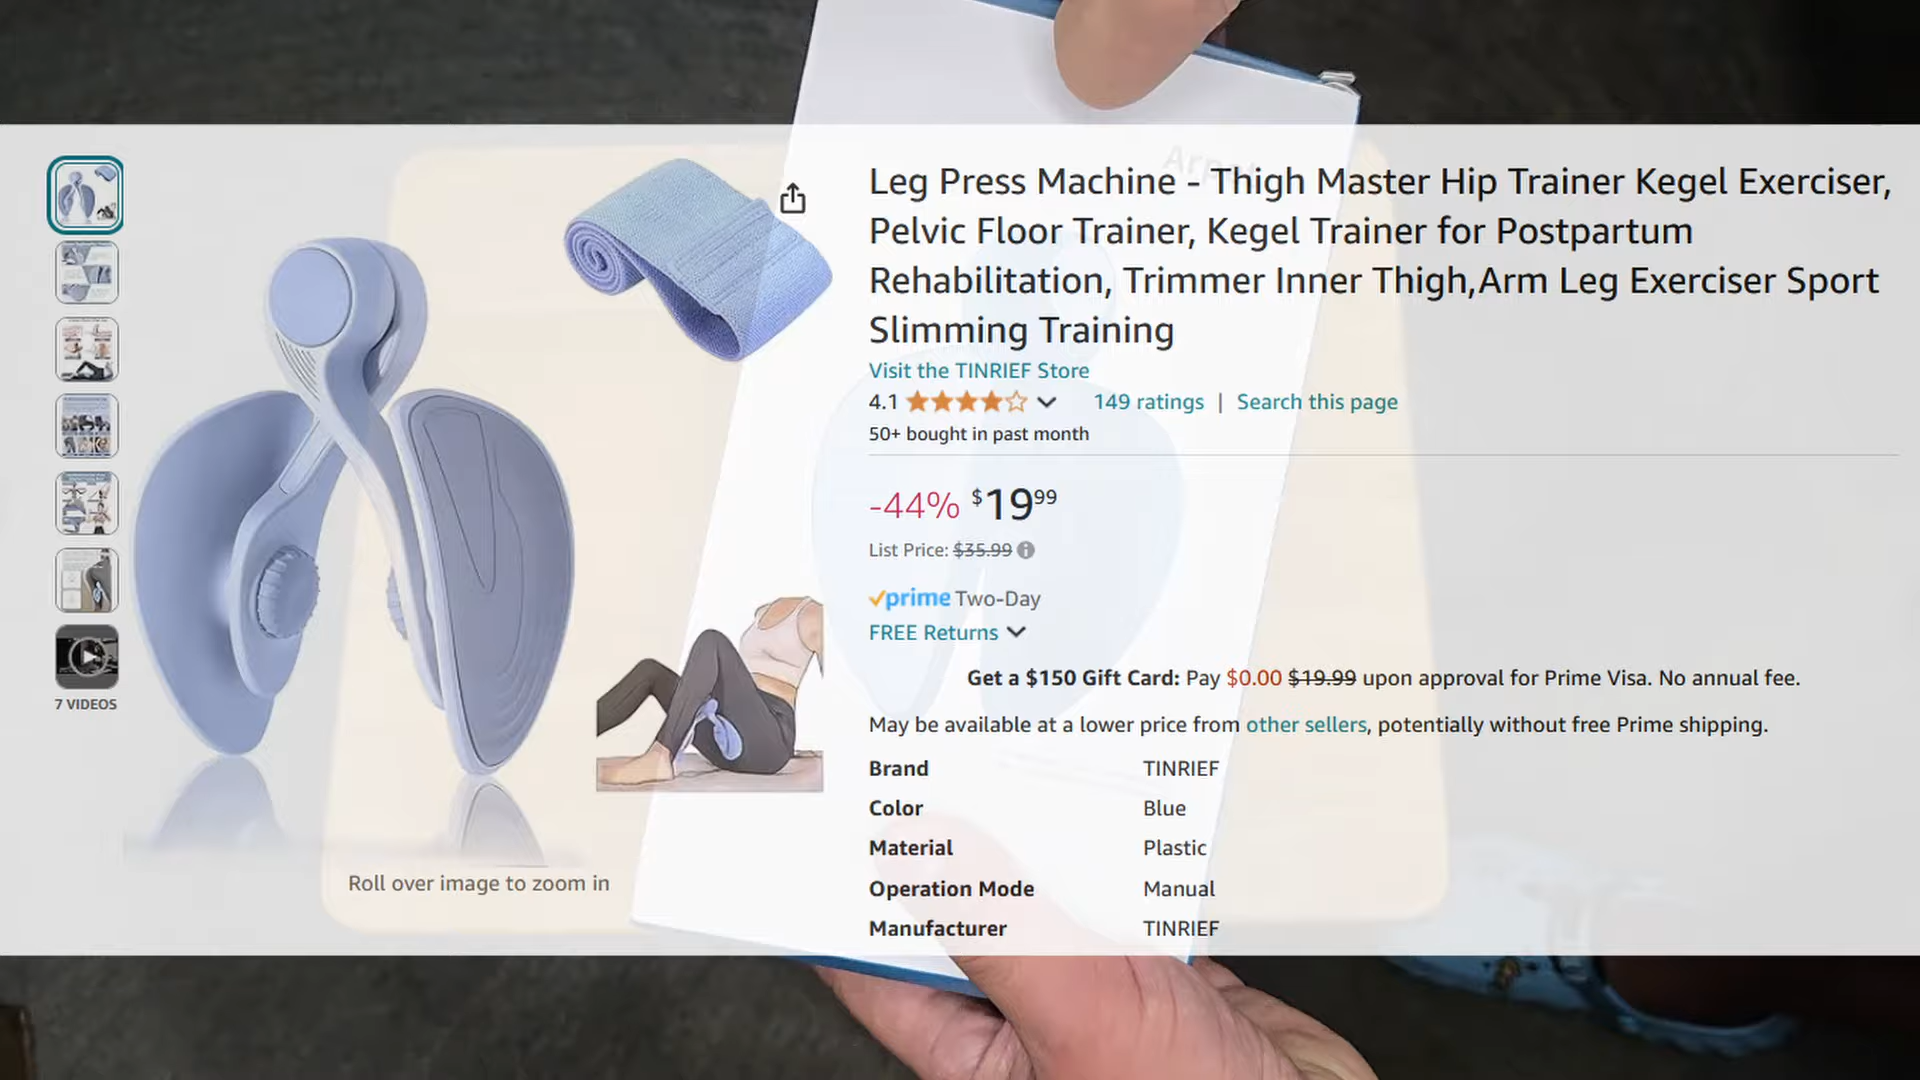 Leg Press Machine - Thigh Master Hip Trainer Kegel Exerciser,
Pelvic Floor Trainer, Kegel Trainer for Postpartum
Rehabilitation, Trimmer Inner Thigh,Arm Leg Exerciser Sport
Slimming Training
Visit the TINRIEF Store
4.1 149 ratings | Search this page
50+ bought in past month
-44% $19.99
List Price: $35.99
prime Two-Day
FREE Returns
Get a $150 Gift Card: Pay $0.00 $19.99 upon approval for Prime Visa. No annual fee.
May be available at a lower price from other sellers, potentially without free Prime shipping.
Brand TINRIEF
Color Blue
Material Plastic
Operation Mode Manual
Manufacturer TINRIEF
7 VIDEOS
Roll over image to zoom in